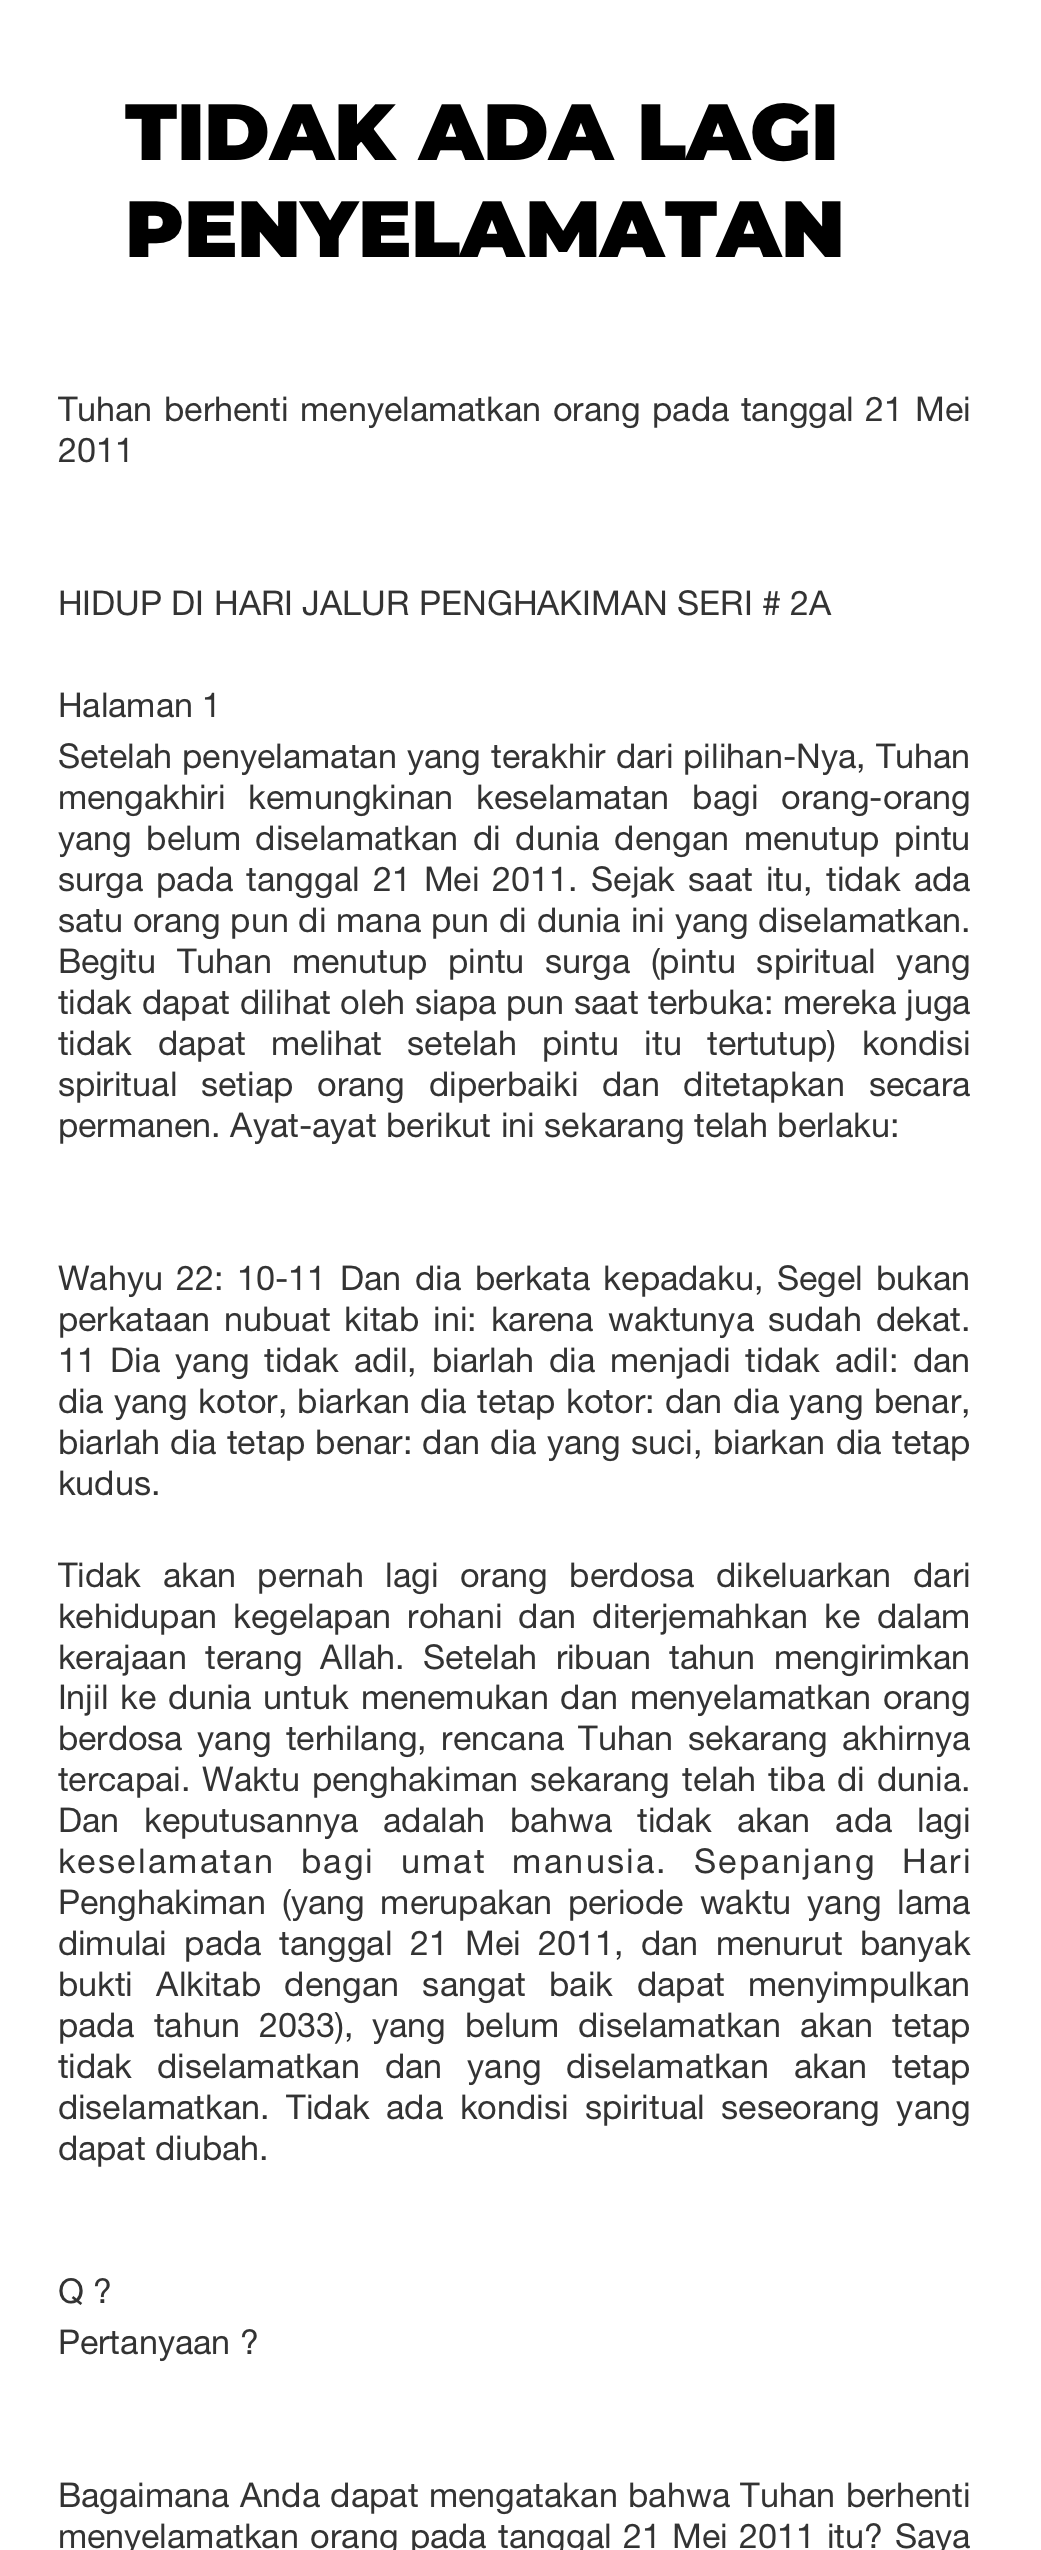 TIDAK ADA LAGI
PENYELAMATAN
Tuhan berhenti menyelamatkan orang pada tanggal 21 Mei
2011
HIDUP DI HARI JALUR PENGHAKIMAN SERI # 2A
Halaman 1
Setelah penyelamatan yang terakhir dari pilihan-Nya, Tuhan
mengakhiri kemungkinan keselamatan bagi orang-orang
yang belum diselamatkan di dunia dengan menutup pintu
surga pada tanggal 21 Mei 2011. Sejak saat itu, tidak ada
satu orang pun di mana pun di dunia ini yang diselamatkan.
Begitu Tuhan menutup pintu surga (pintu spiritual yang
tidak dapat dilihat oleh siapa pun saat terbuka: mereka juga
tidak dapat melihat setelah pintu itu tertutup) kondisi
spiritual setiap orang diperbaiki dan ditetapkan secara
permanen. Ayat-ayat berikut ini sekarang telah berlaku:
Wahyu 22: 10-11 Dan dia berkata kepadaku, Segel bukan
perkataan nubuat kitab ini: karena waktunya sudah dekat.
11 Dia yang tidak adil, biarlah dia menjadi tidak adil: dan
dia yang kotor, biarkan dia tetap kotor: dan dia yang benar,
biarlah dia tetap benar: dan dia yang suci, biarkan dia tetap
kudus.
Tidak akan pernah lagi orang berdosa dikeluarkan dari
kehidupan kegelapan rohani dan diterjemahkan ke dalam
kerajaan terang Allah. Setelah ribuan tahun mengirimkan
Injil ke dunia untuk menemukan dan menyelamatkan orang
berdosa yang terhilang, rencana Tuhan sekarang akhirnya
tercapai. Waktu penghakiman sekarang telah tiba di dunia.
Dan keputusannya adalah bahwa tidak akan ada lagi
keselamatan bagi umat manusia. Sepanjang Hari
Penghakiman (yang merupakan periode waktu yang lama
dimulai pada tanggal 21 Mei 2011, dan menurut banyak
bukti Alkitab dengan sangat baik dapat menyimpulkan
pada tahun 2033), yang belum diselamatkan akan tetap
tidak diselamatkan dan yang diselamatkan akan tetap
diselamatkan. Tidak ada kondisi spiritual seseorang yang
dapat diubah.
Q ?
Pertanyaan ?
Bagaimana Anda dapat mengatakan bahwa Tuhan berhenti
menyelamatkan orang pada tanggal 21 Mei 2011 itu? Saya